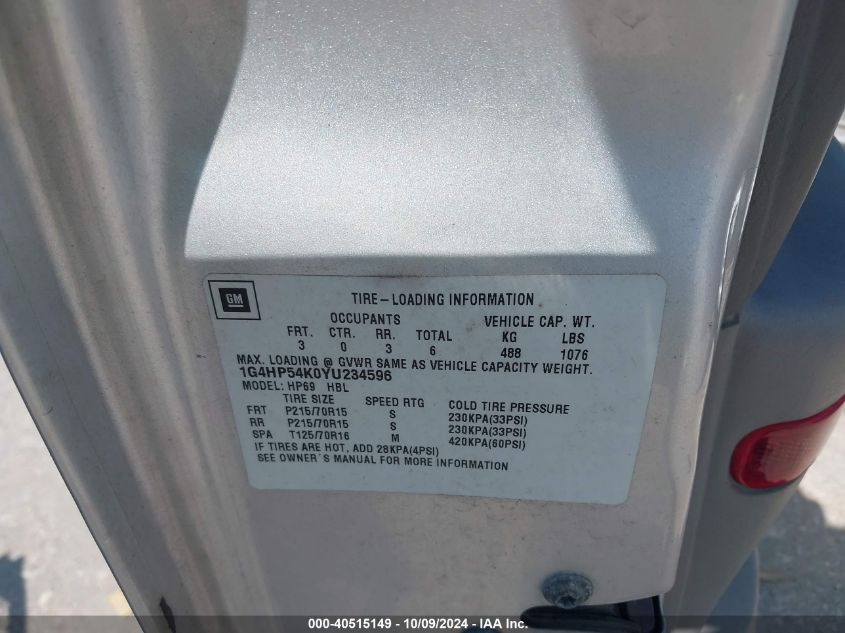 GM
TIRE-LOADING INFORMATION
OCCUPANTS VEHICLE CAP. WT.
FRT. CTR. RR. TOTAL KG LBS
3 0 3 6 488 1076
MAX. LOADING @ GVWR SAME AS VEHICLE CAPACITY WEIGHT.
1G4HP54K0YU234596
MODEL: HP69 HBL
TIRE SIZE SPEED RTG COLD TIRE PRESSURE
FRT P215/70R15 S 230KPA(33PSI)
RR P215/70R15 S 230KPA(33PSI)
SPA T125/70R16 M 420KPA(60PSI)
IF TIRES ARE HOT, ADD 28KPA(4PSI)
SEE OWNER'S MANUAL FOR MORE INFORMATION
000-40515149 - 10/09/2024 - IAA Inc.